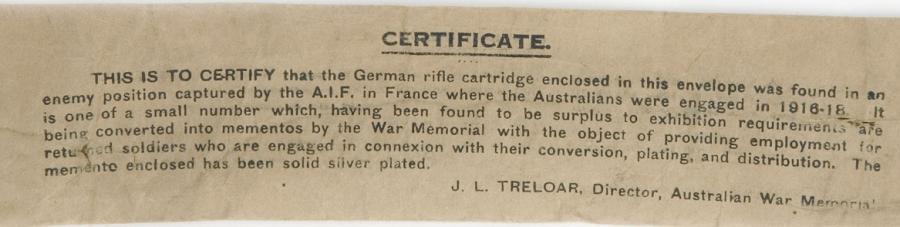 CERTIFICATE.
THIS IS TO CERTIFY that the German rifle cartridge enclosed in this envelope was found in an
enemy position captured by the A.I.F. in France where the Australians were engaged in 1916-18. It
is one of a small number which, having been found to be surplus to exhibition requirements are
being converted into mementos by the War Memorial with the object of providing employment for
returned soldiers who are engaged in connexion with their conversion, plating, and distribution. The
memento enclosed has been solid silver plated.
J. L. TRELOAR, Director, Australian War Memorial